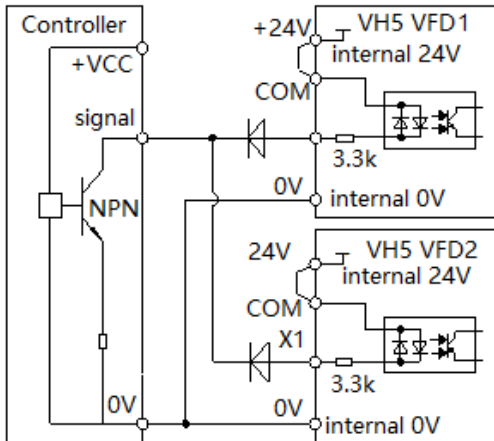 Controller
+VCC
signal
NPN
0V
+24V
VH5 VFD1
internal 24V
COM
3.3k
0V
internal 0V
VH5 VFD2
24V
internal 24V
COM
X1
3.3k
0V
internal 0V